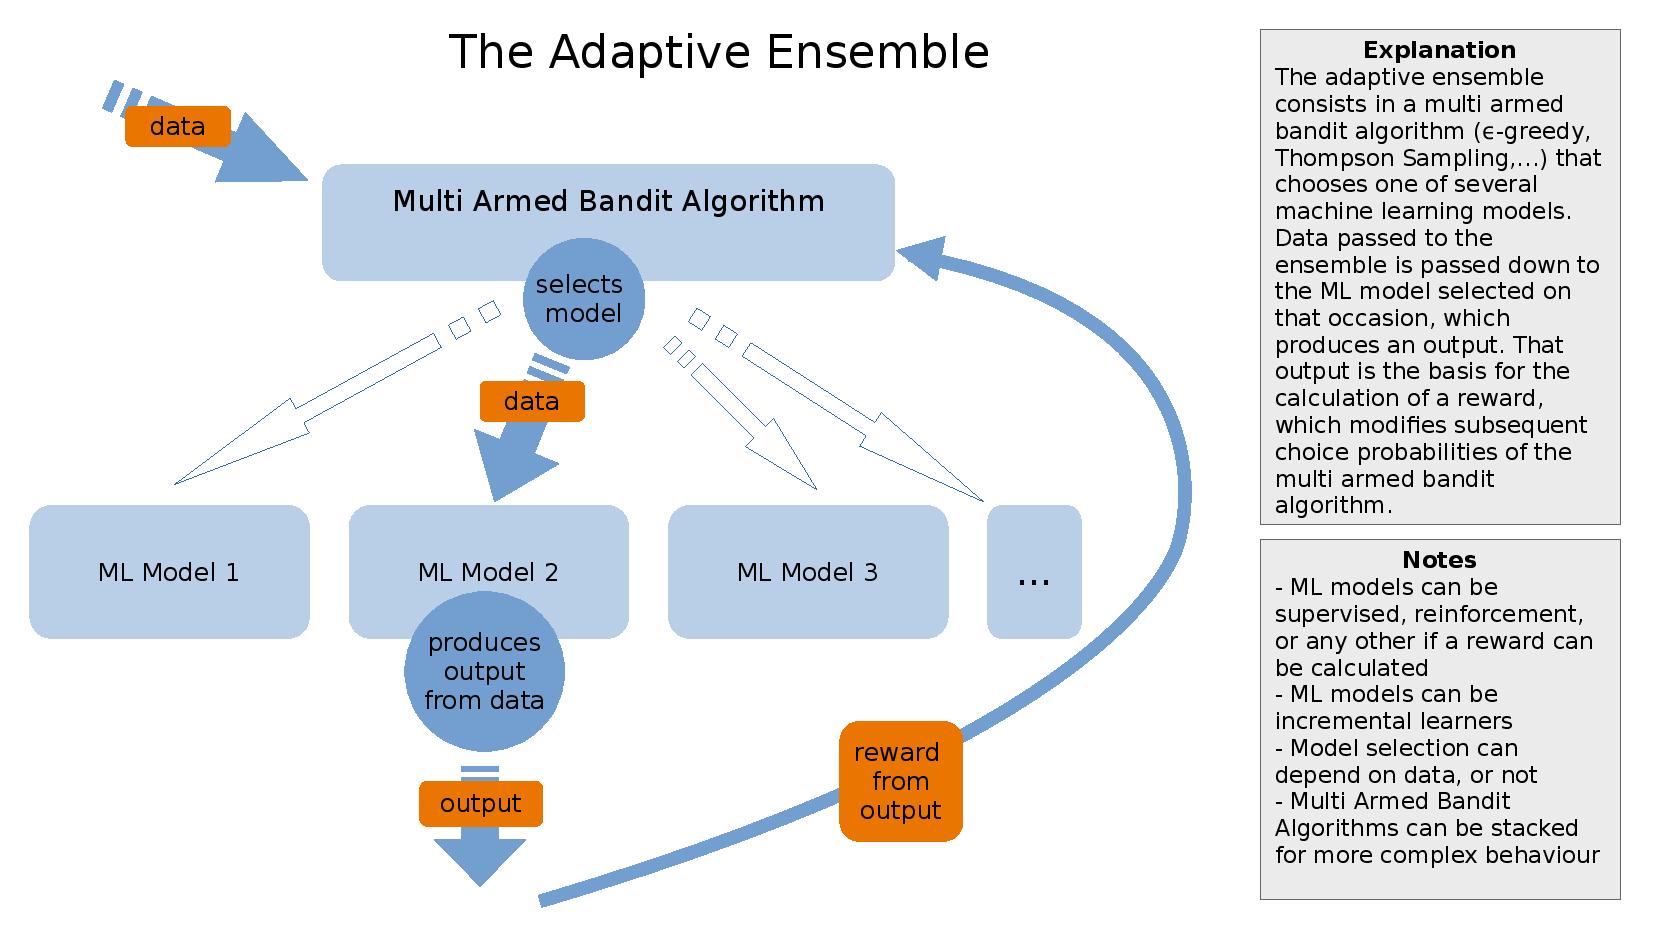 The Adaptive Ensemble
data
Multi Armed Bandit Algorithm
selects
model
data
ML Model 1
ML Model 2
ML Model 3
...
produces
output
from data
output
reward
from
output
Explanation
The adaptive ensemble
consists in a multi armed
bandit algorithm (ϵ-greedy,
Thompson Sampling,...) that
chooses one of several
machine learning models.
Data passed to the
ensemble is passed down to
the ML model selected on
that occasion, which
produces an output. That
output is the basis for the
calculation of a reward,
which modifies subsequent
choice probabilities of the
multi armed bandit
algorithm.
Notes
- ML models can be
supervised, reinforcement,
or any other if a reward can
be calculated
- ML models can be
incremental learners
- Model selection can
depend on data, or not
- Multi Armed Bandit
Algorithms can be stacked
for more complex behaviour